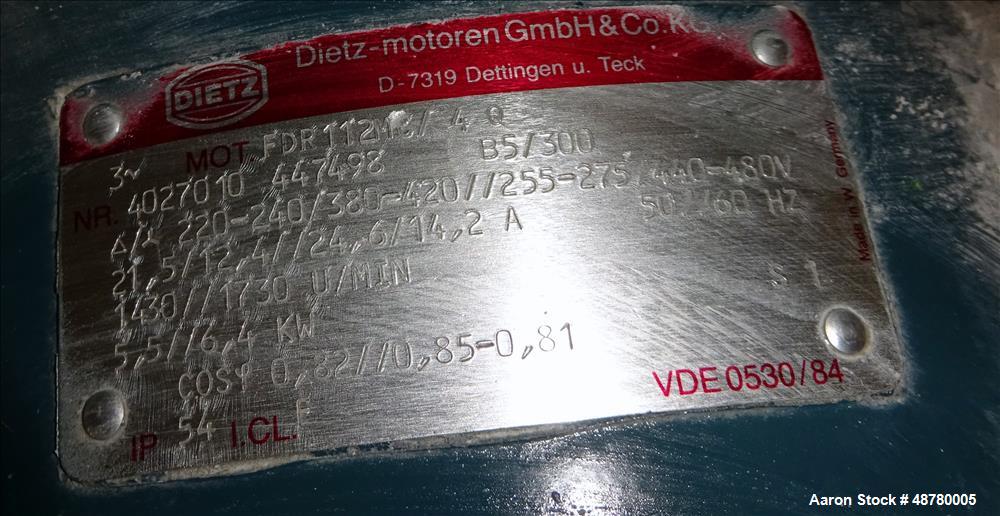 Dietz-motoren GmbH & Co. KG
DIETZ
D-7319 Dettingen u. Teck
3~ MOT FDR 112M / 4 Q
NR. 4027010 447498 B5/300
220-240/380-420//255-275/440-480V
21,5/12,4//24,6/14,2 A 50//60 HZ
1430//1730 U/MIN
5,5//6,4 KW S 1
COSφ 0,82//0,85-0,81
IP 54 I.CL. F
VDE 0530/84
Made in W. Germany
Aaron Stock # 48780005